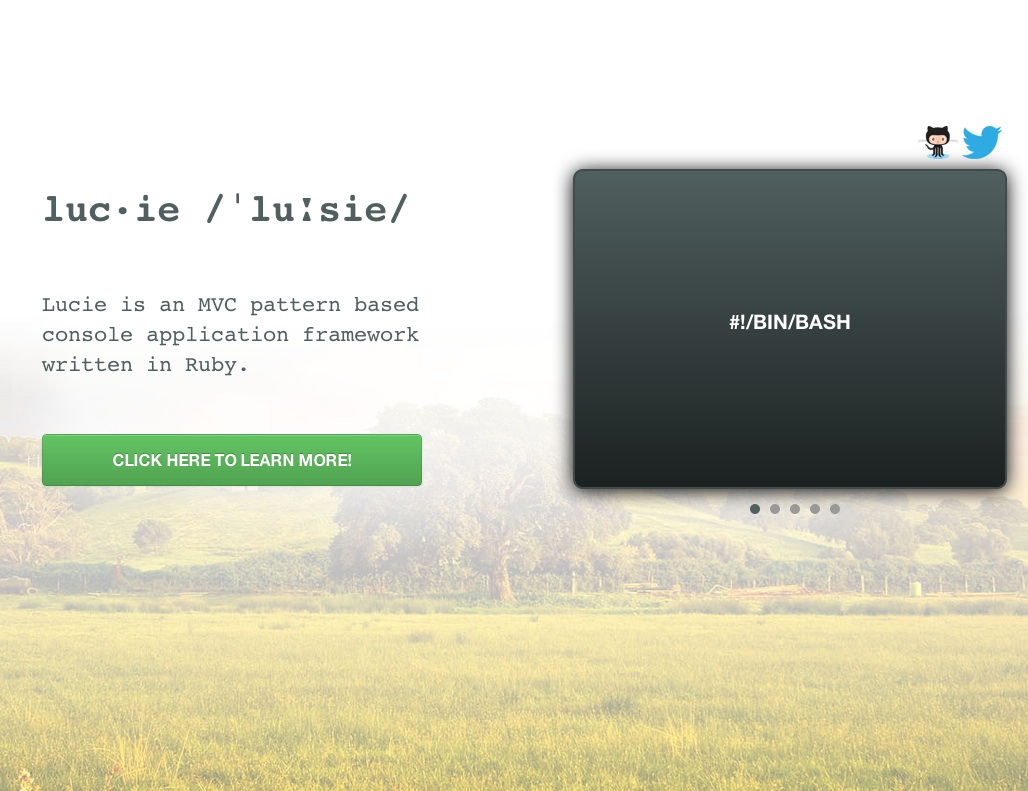 luc·ie /ˈluːsie/
Lucie is an MVC pattern based
console application framework
written in Ruby.
CLICK HERE TO LEARN MORE!
#!/BIN/BASH